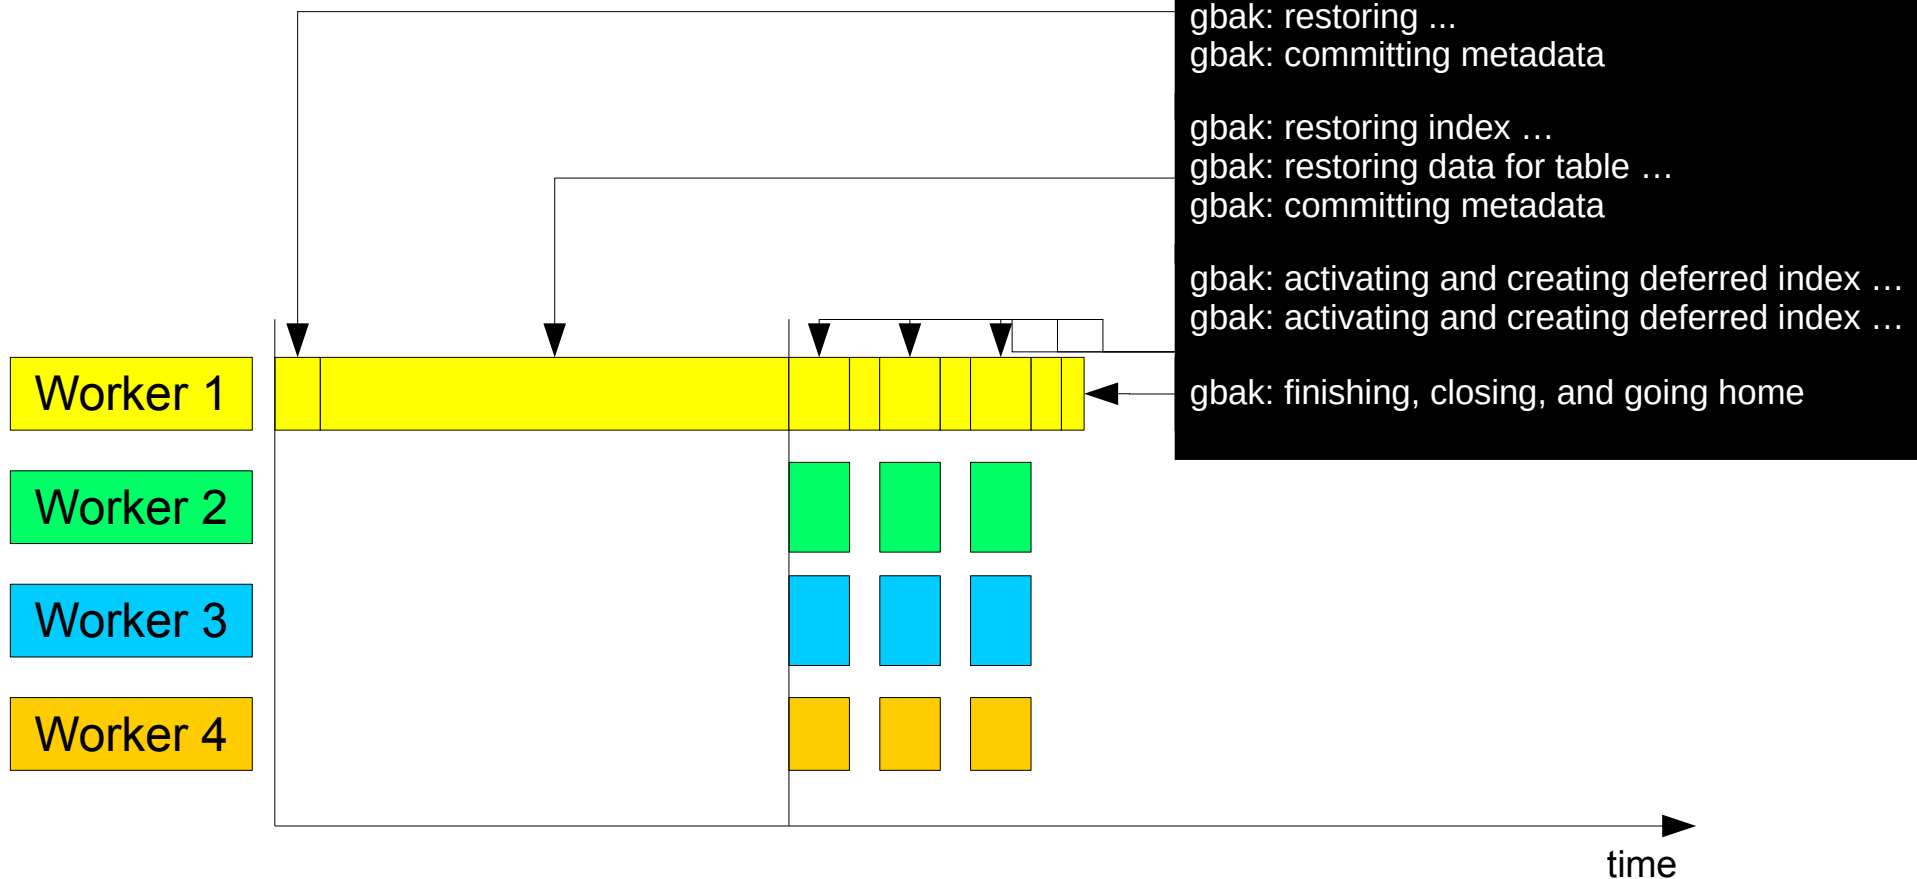 gbak: restoring ...
gbak: committing metadata
gbak: restoring index …
gbak: restoring data for table …
gbak: committing metadata
gbak: activating and creating deferred index …
gbak: activating and creating deferred index …
gbak: finishing, closing, and going home
Worker 1
Worker 2
Worker 3
Worker 4
time